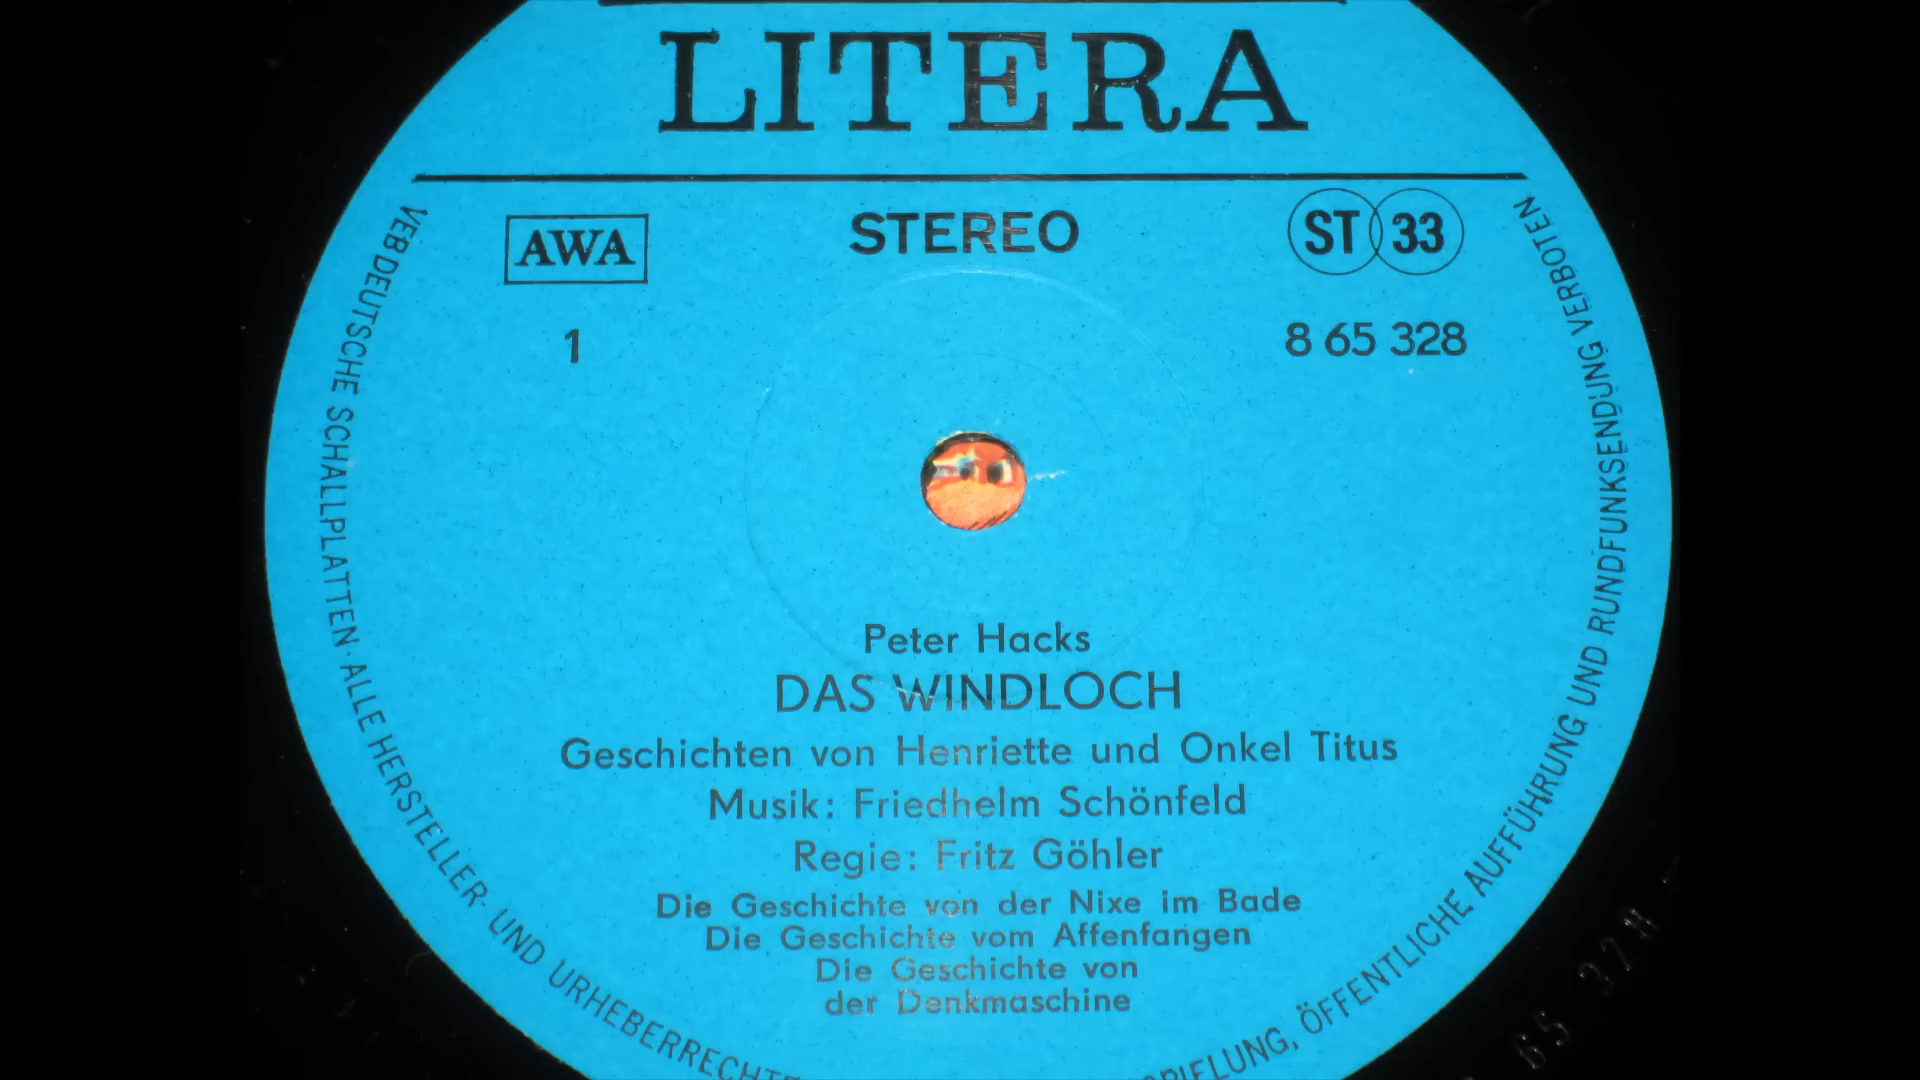 LITERA
AWA
STEREO
ST 33
1
8 65 328
Peter Hacks
DAS WINDLOCH
Geschichten von Henriette und Onkel Titus
Musik: Friedhelm Schönfeld
Regie: Fritz Göhler
Die Geschichte von der Nixe im Bade
Die Geschichte vom Affenfangen
Die Geschichte von
der Denkmaschine
VEB DEUTSCHE SCHALLPLATTEN · ALLE HERSTELLER- UND URHEBERRECHTE
ÖFFENTLICHE AUFFÜHRUNG UND RUNDFUNKSENDUNG VERBOTEN